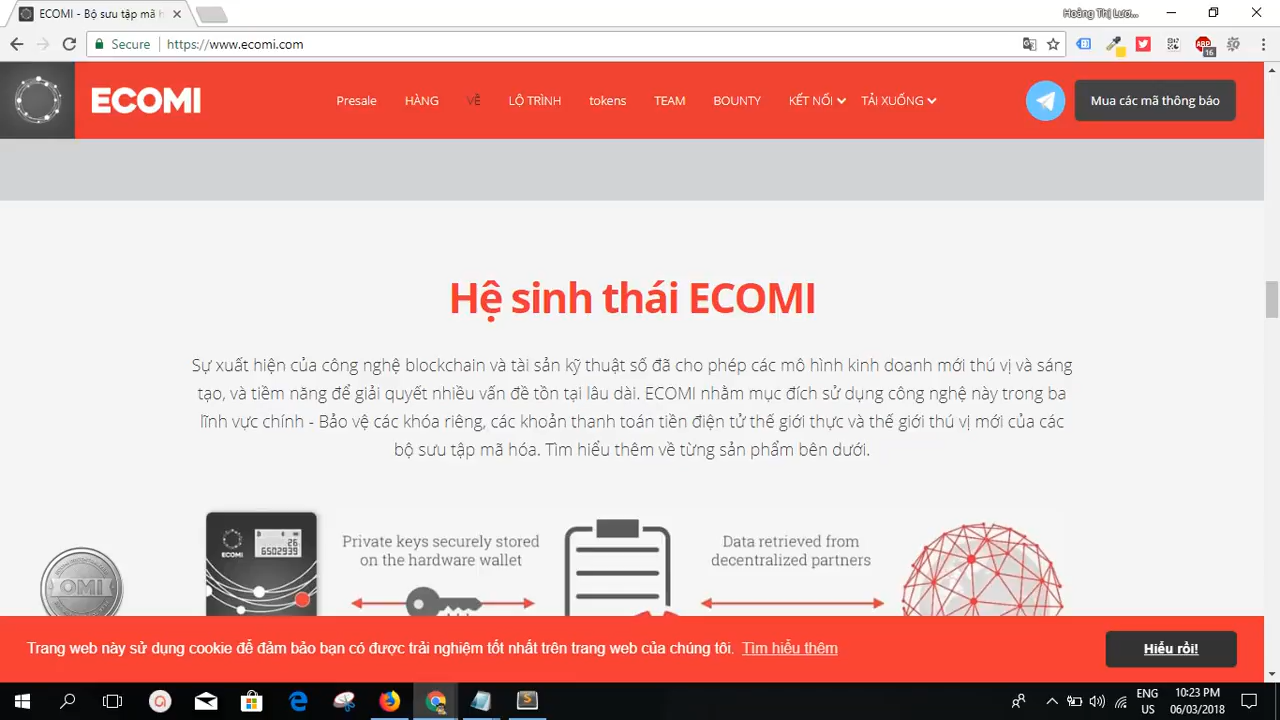 ECOMI - Bộ sưu tập mã h
Hoàng Thị Lươ...
Secure
https://www.ecomi.com
ABP
16
ECOMI
Presale
HÀNG
VỀ
LỘ TRÌNH
tokens
TEAM
BOUNTY
KẾT NỐI
TẢI XUỐNG
Mua các mã thông báo
Hệ sinh thái ECOMI
Sự xuất hiện của công nghệ blockchain và tài sản kỹ thuật số đã cho phép các mô hình kinh doanh mới thú vị và sáng
tạo, và tiềm năng để giải quyết nhiều vấn đề tồn tại lâu dài. ECOMI nhằm mục đích sử dụng công nghệ này trong ba
lĩnh vực chính - Bảo vệ các khóa riêng, các khoản thanh toán tiền điện tử thế giới thực và thế giới thú vị mới của các
bộ sưu tập mã hóa. Tìm hiểu thêm về từng sản phẩm bên dưới.
Private keys securely stored
on the hardware wallet
Data retrieved from
decentralized partners
ECOMI
26
6502939
OMI
Trang web này sử dụng cookie để đảm bảo bạn có được trải nghiệm tốt nhất trên trang web của chúng tôi. Tìm hiểu thêm
Hiểu rồi!
ENG
US
10:23 PM
06/03/2018